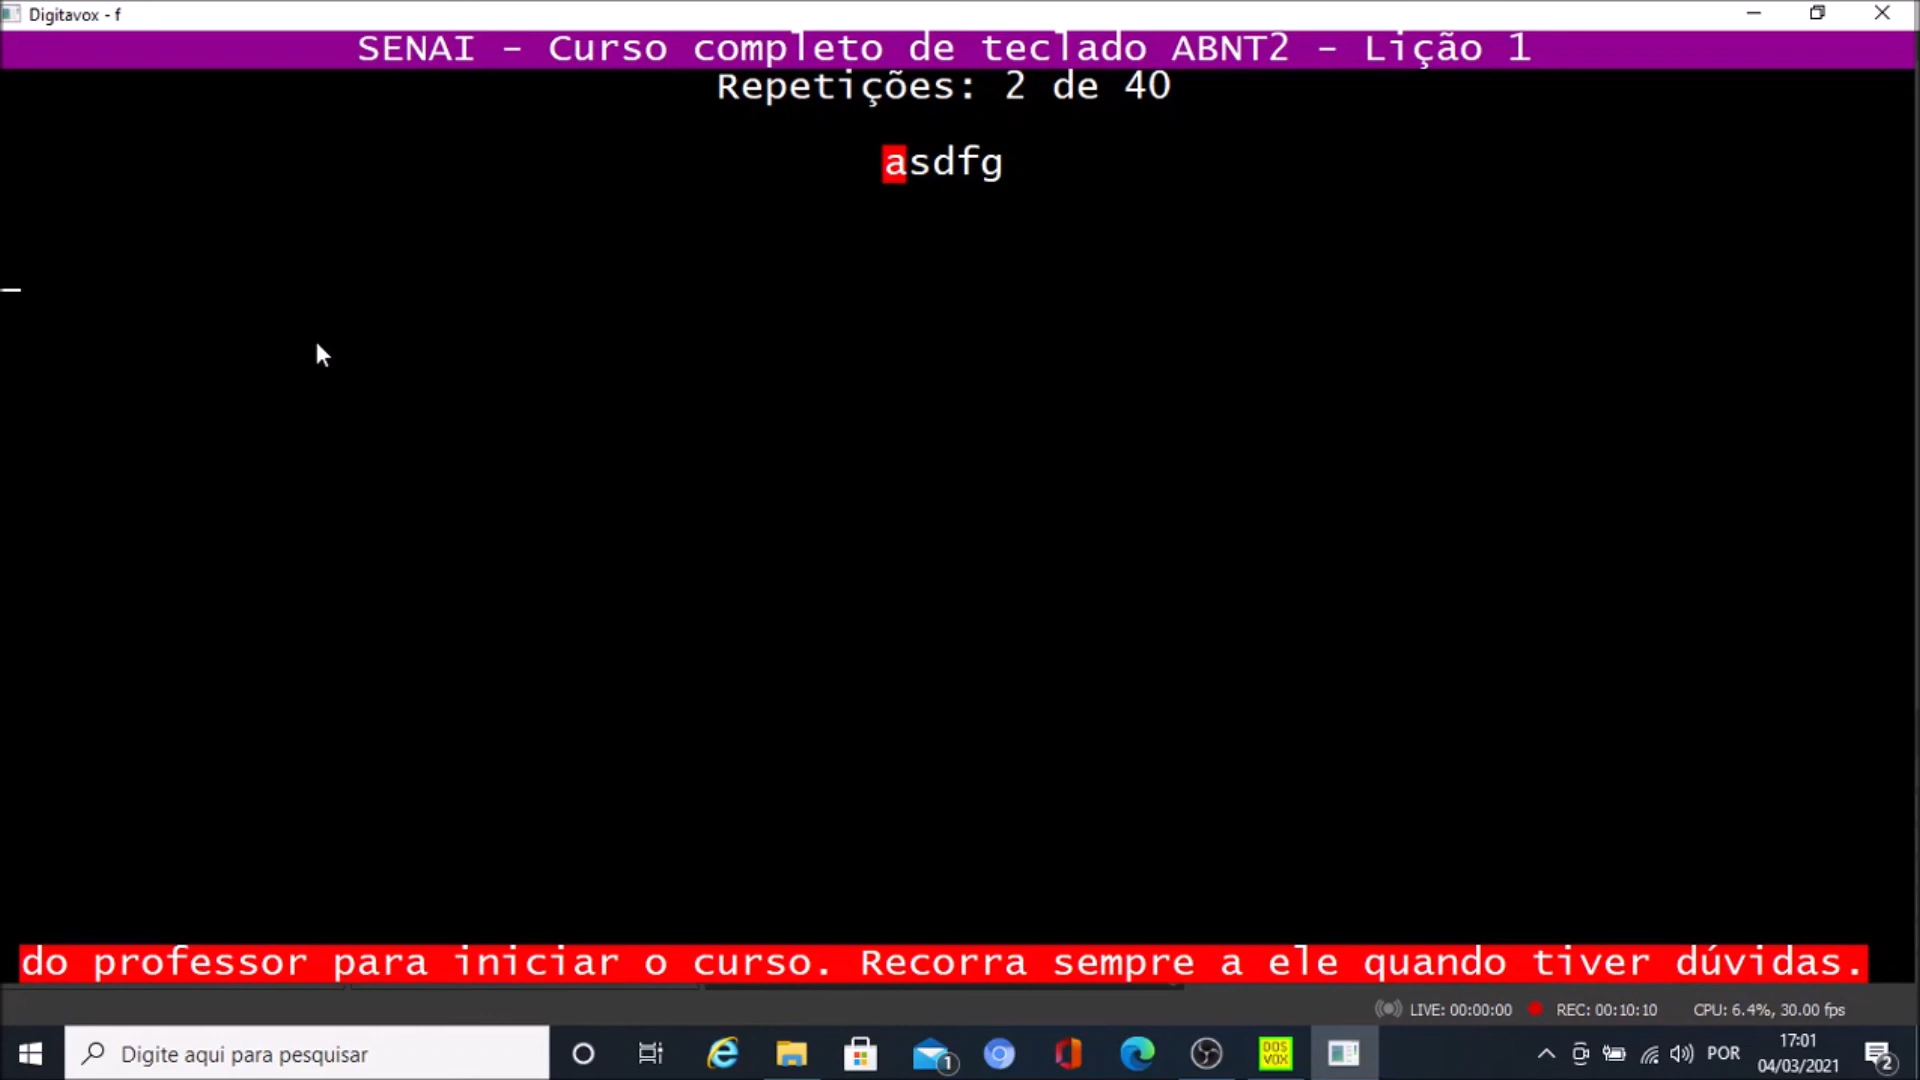 Digitavox - f
SENAI - Curso completo de teclado ABNT2 - Lição 1
Repetições: 2 de 40
asdfg
do professor para iniciar o curso. Recorra sempre a ele quando tiver dúvidas.
LIVE: 00:00:00 REC: 00:10:10 CPU: 6.4%, 30.00 fps
Digite aqui para pesquisar
1
DOS
VOX
POR
17:01
04/03/2021
2